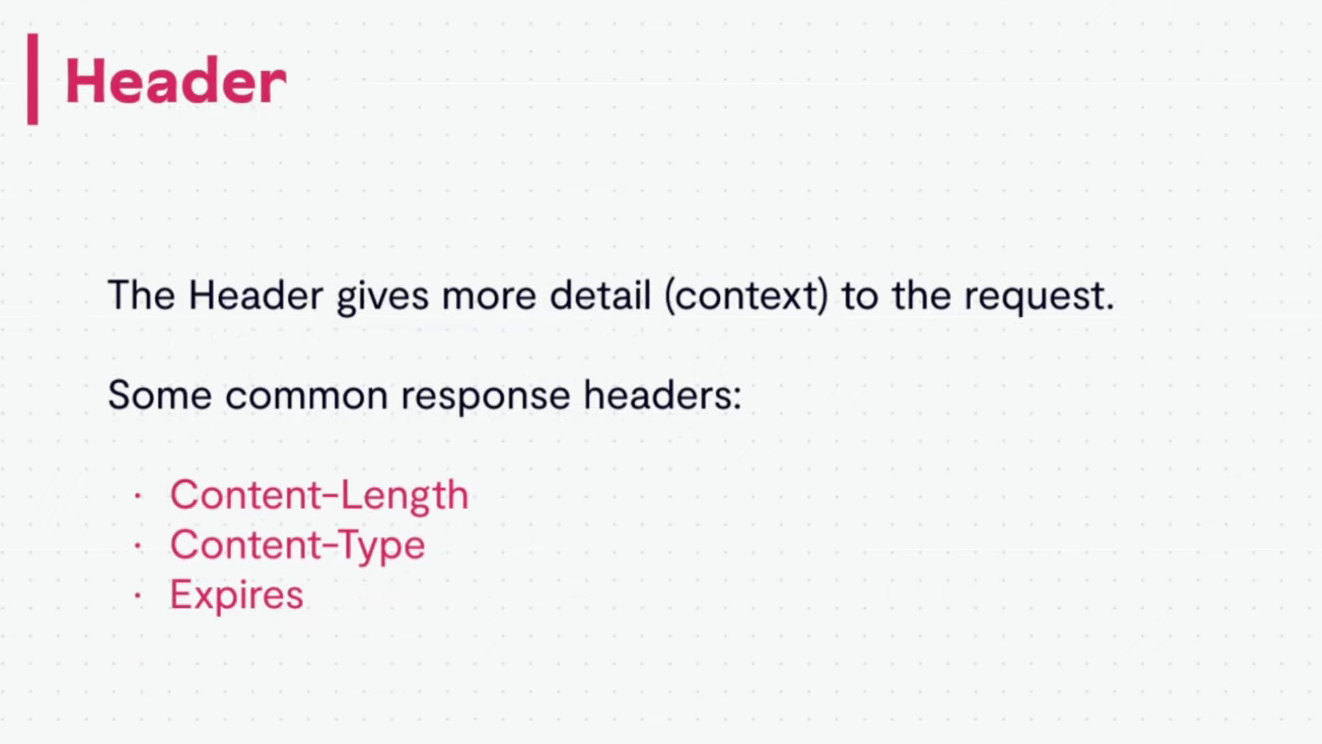 Header
The Header gives more detail (context) to the request.
Some common response headers:
· Content-Length
· Content-Type
· Expires